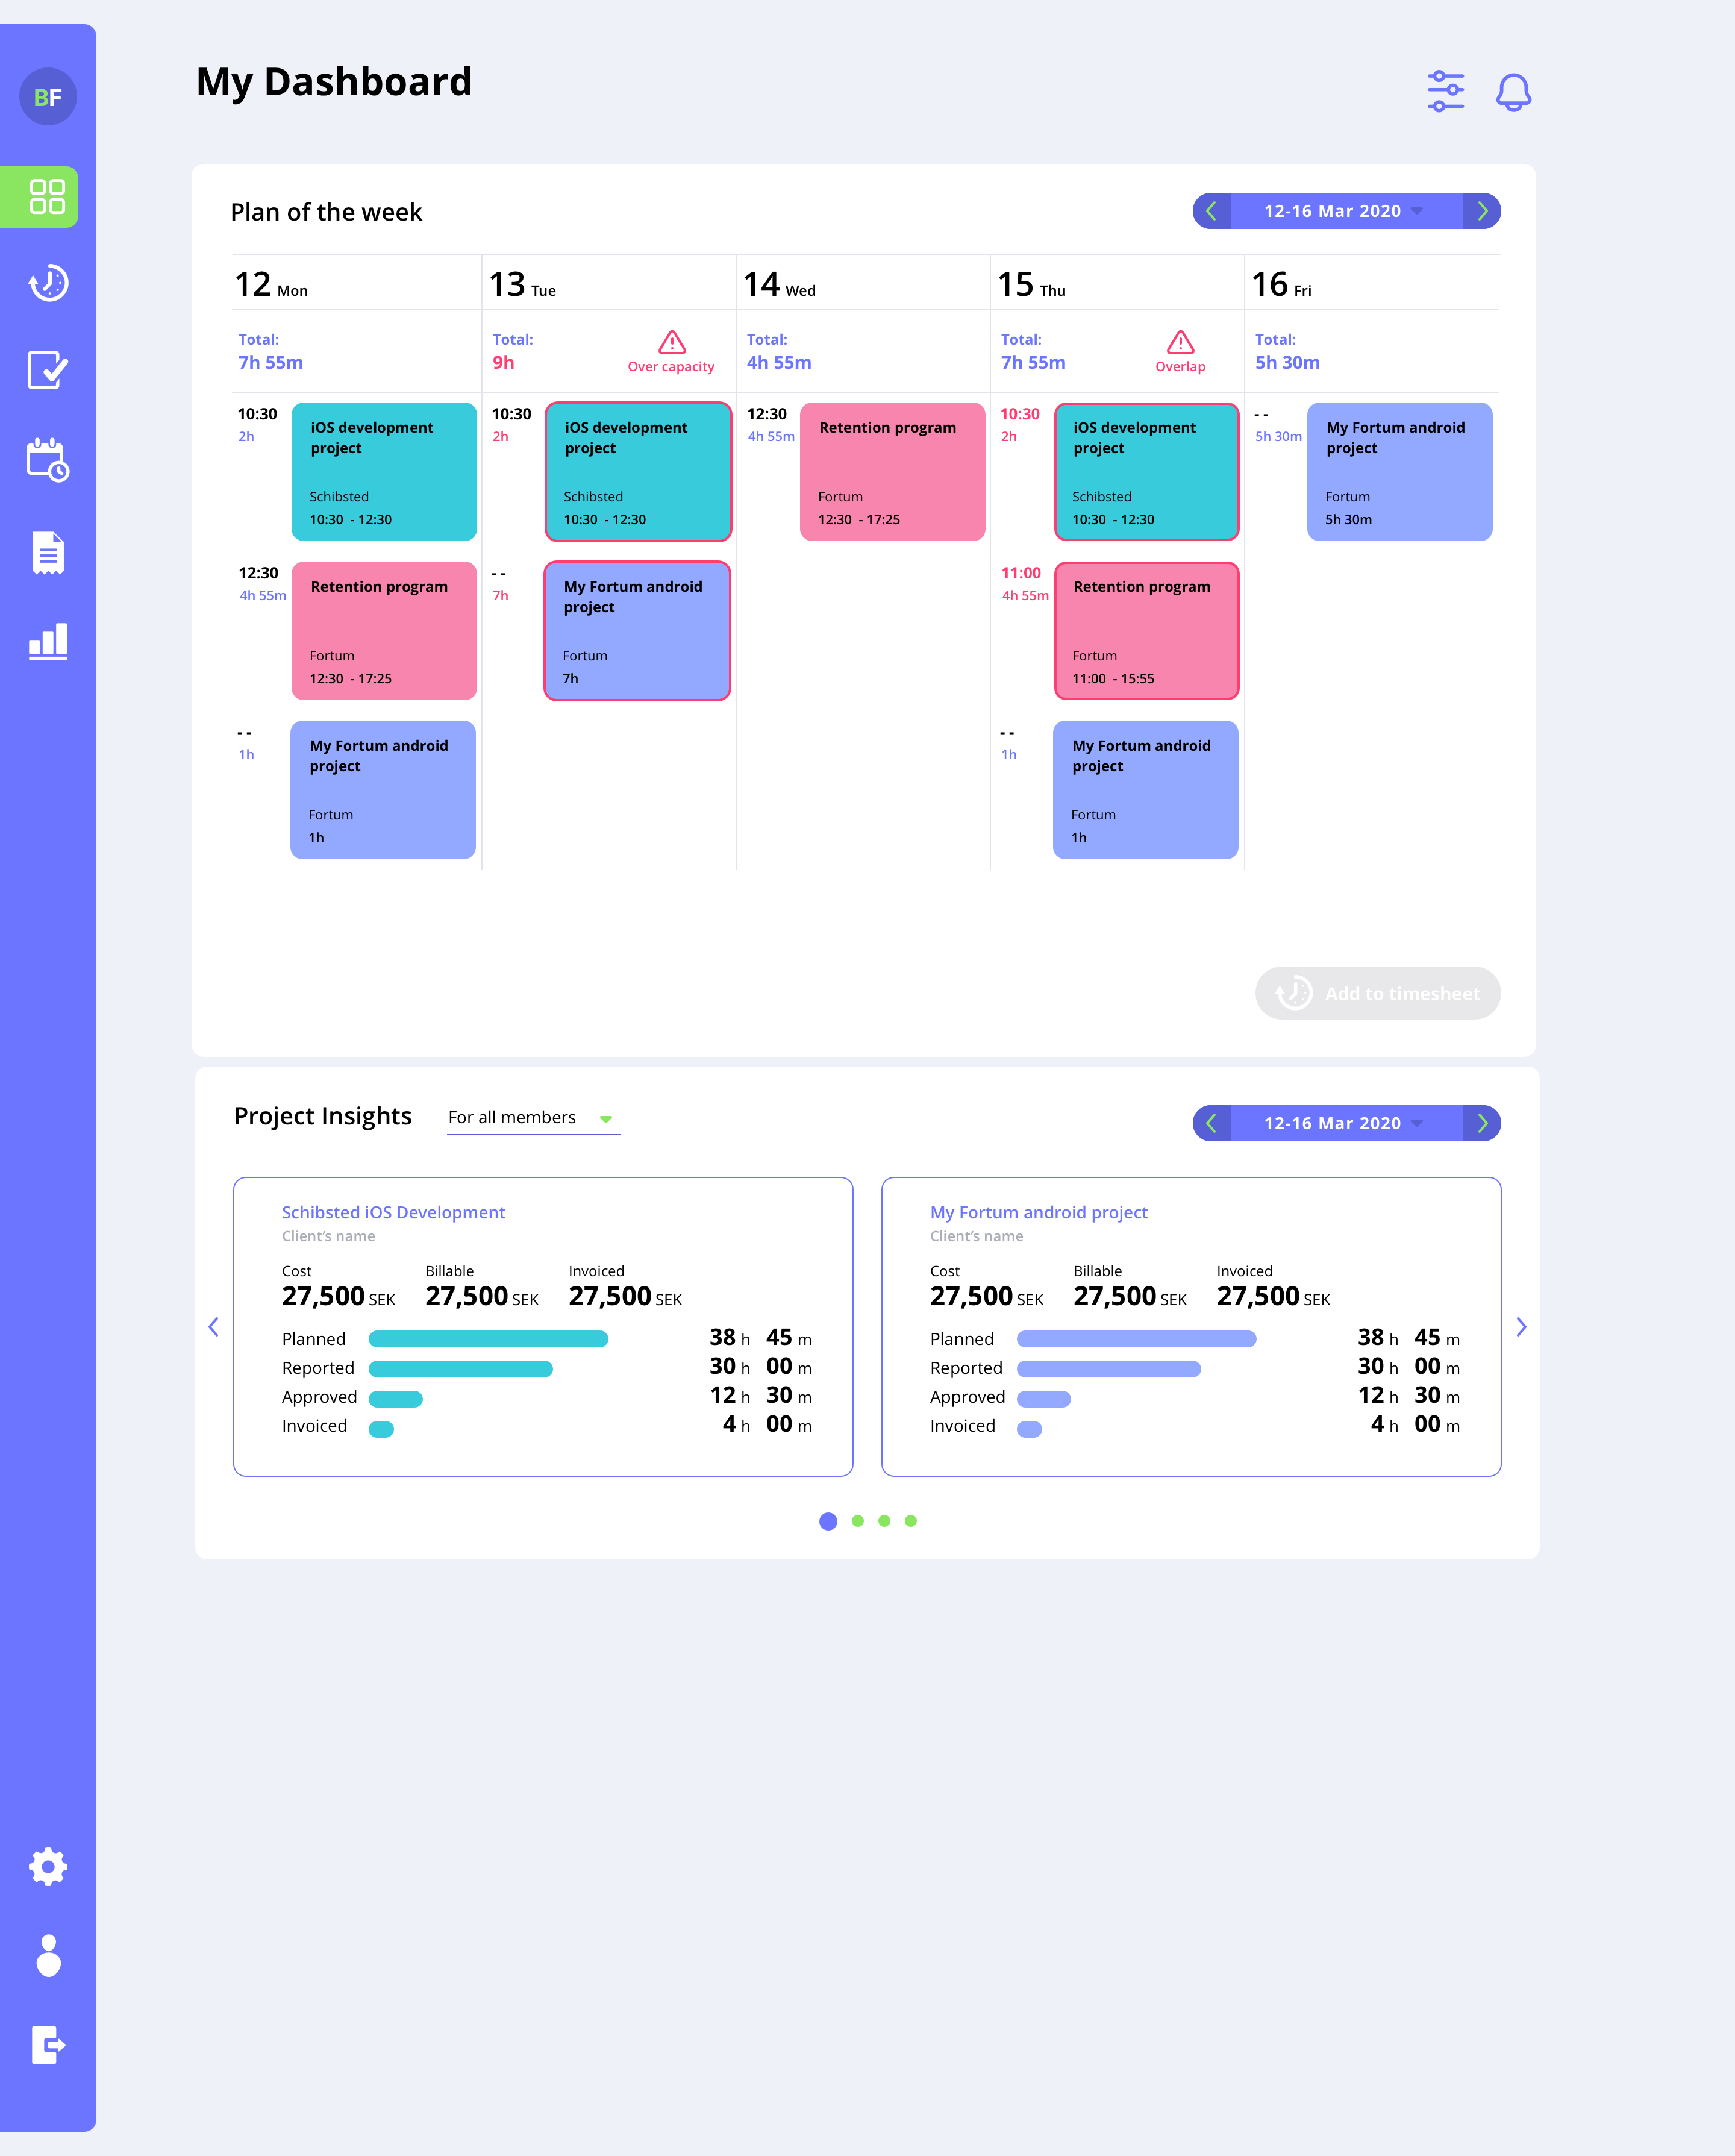 BF
My Dashboard
Plan of the week
12-16 Mar 2020
12 Mon
13 Tue
14 Wed
15 Thu
16 Fri
Total:
7h 55m
Total:
9h
Over capacity
Total:
4h 55m
Total:
7h 55m
Overlap
Total:
5h 30m
10:30
2h
iOS development
project
Schibsted
10:30 - 12:30
12:30
4h 55m
Retention program
Fortum
12:30 - 17:25
- -
1h
My Fortum android
project
Fortum
1h
10:30
2h
iOS development
project
Schibsted
10:30 - 12:30
- -
7h
My Fortum android
project
Fortum
7h
12:30
4h 55m
Retention program
Fortum
12:30 - 17:25
10:30
2h
iOS development
project
Schibsted
10:30 - 12:30
11:00
4h 55m
Retention program
Fortum
11:00 - 15:55
- -
1h
My Fortum android
project
Fortum
1h
- -
5h 30m
My Fortum android
project
Fortum
5h 30m
Add to timesheet
Project Insights
For all members
12-16 Mar 2020
Schibsted iOS Development
Client's name
Cost Billable Invoiced
27,500 SEK 27,500 SEK 27,500 SEK
Planned 38 h 45 m
Reported 30 h 00 m
Approved 12 h 30 m
Invoiced 4 h 00 m
My Fortum android project
Client's name
Cost Billable Invoiced
27,500 SEK 27,500 SEK 27,500 SEK
Planned 38 h 45 m
Reported 30 h 00 m
Approved 12 h 30 m
Invoiced 4 h 00 m